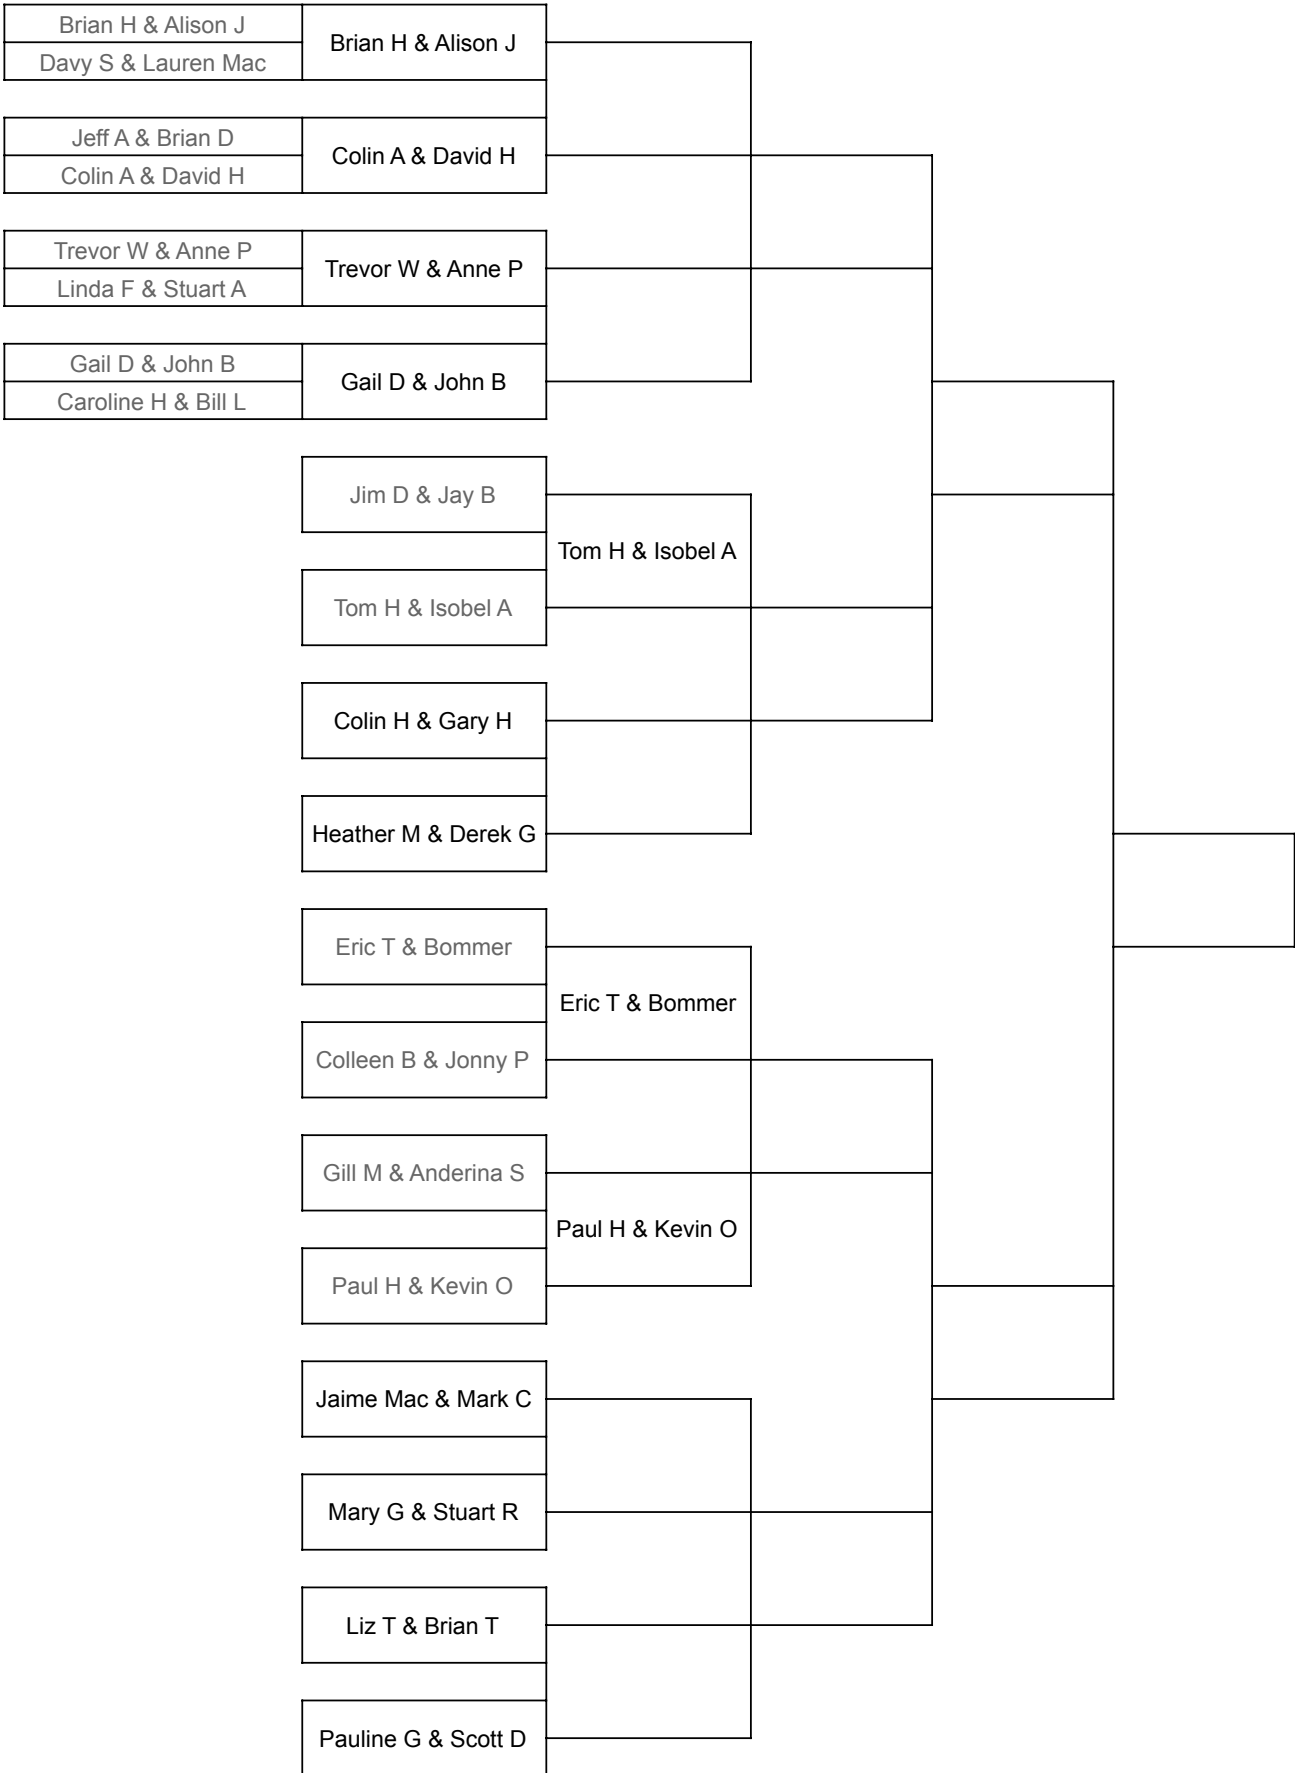 Brian H & Alison J
Davy S & Lauren Mac
Brian H & Alison J
Jeff A & Brian D
Colin A & David H
Colin A & David H
Trevor W & Anne P
Linda F & Stuart A
Trevor W & Anne P
Gail D & John B
Caroline H & Bill L
Gail D & John B
Jim D & Jay B
Tom H & Isobel A
Tom H & Isobel A
Colin H & Gary H
Heather M & Derek G
Eric T & Bommer
Eric T & Bommer
Colleen B & Jonny P
Gill M & Anderina S
Paul H & Kevin O
Paul H & Kevin O
Jaime Mac & Mark C
Mary G & Stuart R
Liz T & Brian T
Pauline G & Scott D